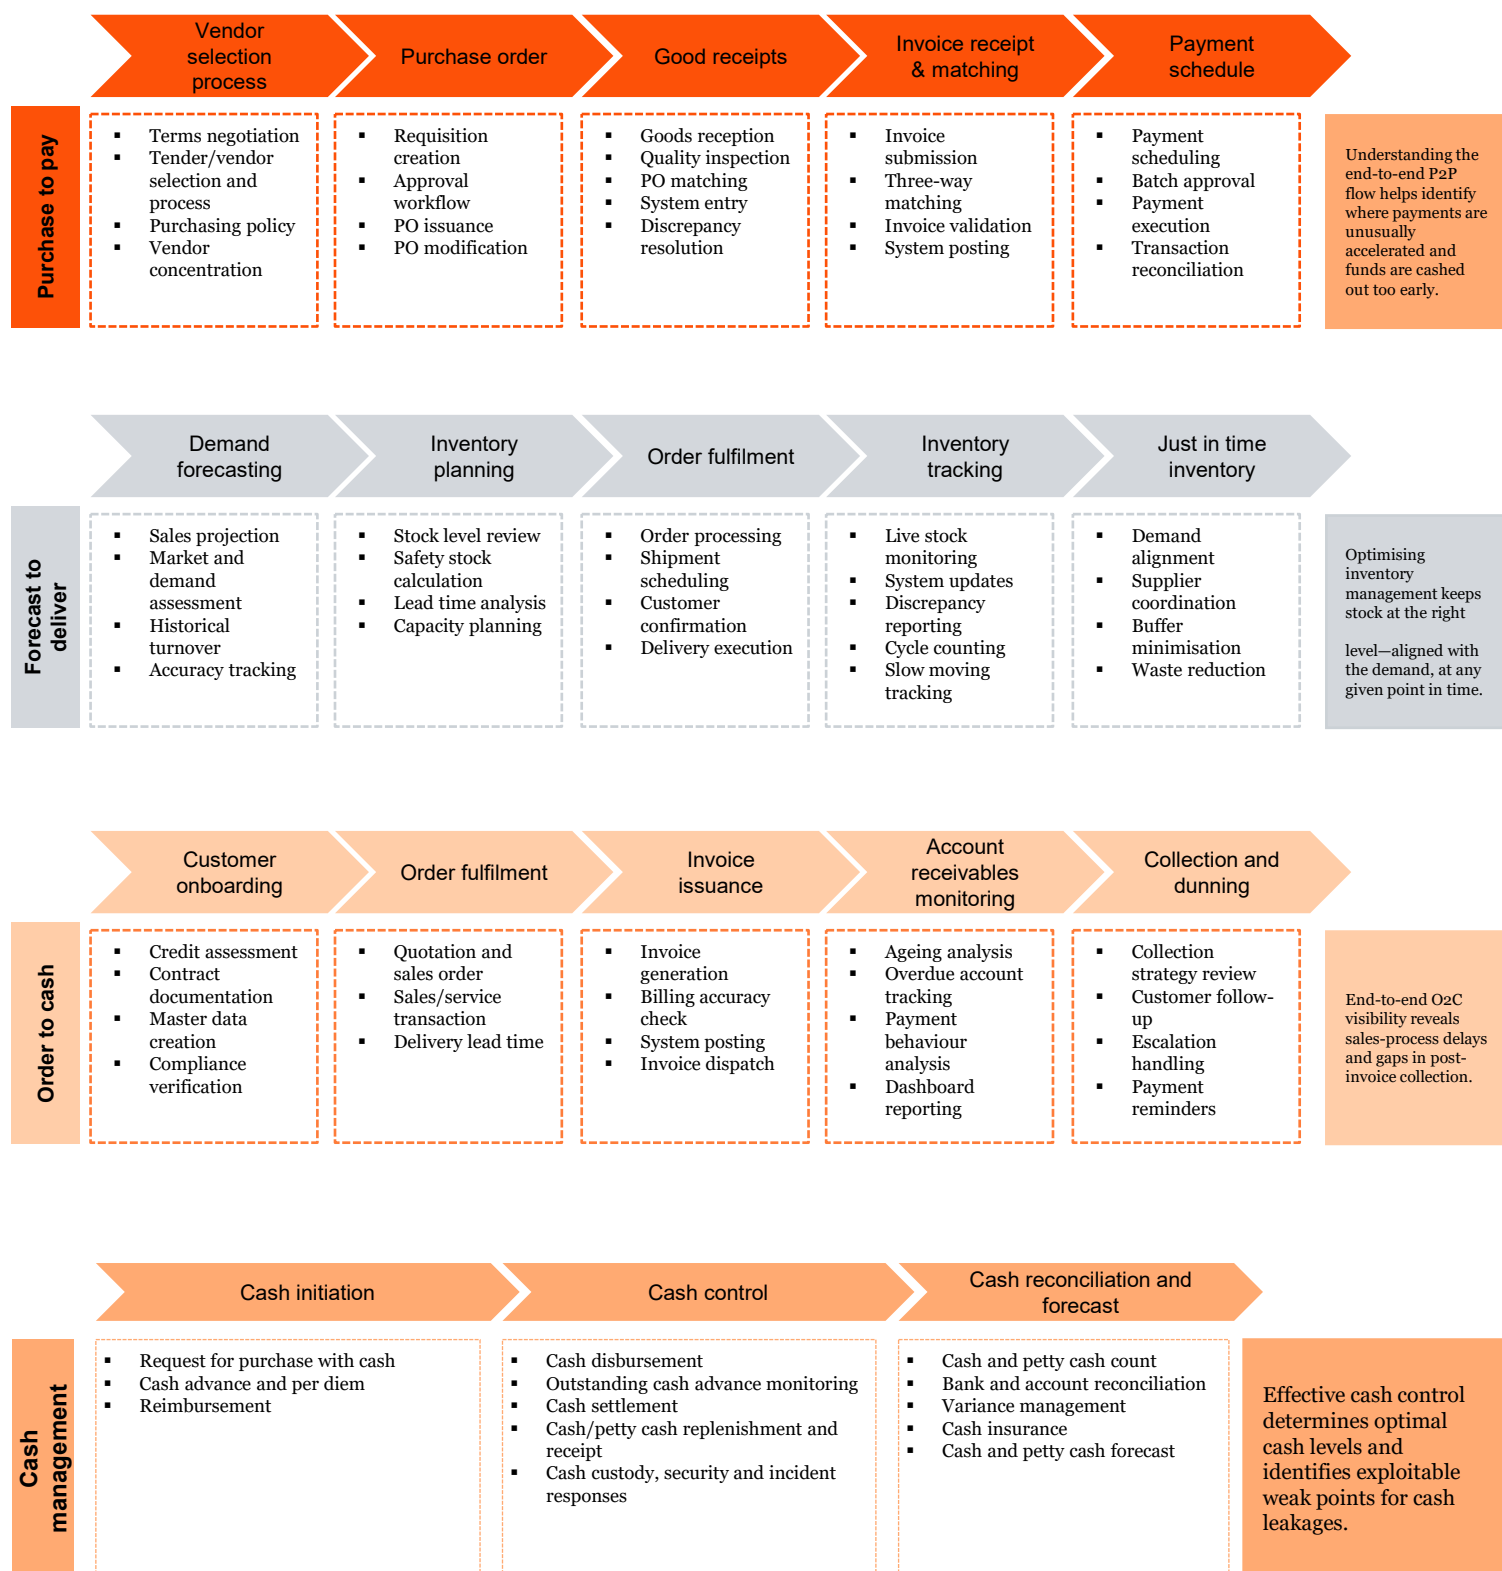 Vendor
selection
process
Purchase order
Good receipts
Invoice receipt
& matching
Payment
schedule
Purchase to pay
▪ Terms negotiation
▪ Tender/vendor
selection and
process
▪ Purchasing policy
▪ Vendor
concentration
▪ Requisition
creation
▪ Approval
workflow
▪ PO issuance
▪ PO modification
▪ Goods reception
▪ Quality inspection
▪ PO matching
▪ System entry
▪ Discrepancy
resolution
▪ Invoice
submission
▪ Three-way
matching
▪ Invoice validation
▪ System posting
▪ Payment
scheduling
▪ Batch approval
▪ Payment
execution
▪ Transaction
reconciliation
Understanding the
end-to-end P2P
flow helps identify
where payments are
unusually
accelerated and
funds are cashed
out too early.
Demand
forecasting
Inventory
planning
Order fulfilment
Inventory
tracking
Just in time
inventory
Forecast to
deliver
▪ Sales projection
▪ Market and
demand
assessment
▪ Historical
turnover
▪ Accuracy tracking
▪ Stock level review
▪ Safety stock
calculation
▪ Lead time analysis
▪ Capacity planning
▪ Order processing
▪ Shipment
scheduling
▪ Customer
confirmation
▪ Delivery execution
▪ Live stock
monitoring
▪ System updates
▪ Discrepancy
reporting
▪ Cycle counting
▪ Slow moving
tracking
▪ Demand
alignment
▪ Supplier
coordination
▪ Buffer
minimisation
▪ Waste reduction
Optimising
inventory
management keeps
stock at the right
level—aligned with
the demand, at any
given point in time.
Customer
onboarding
Order fulfilment
Invoice
issuance
Account
receivables
monitoring
Collection and
dunning
Order to cash
▪ Credit assessment
▪ Contract
documentation
▪ Master data
creation
▪ Compliance
verification
▪ Quotation and
sales order
▪ Sales/service
transaction
▪ Delivery lead time
▪ Invoice
generation
▪ Billing accuracy
check
▪ System posting
▪ Invoice dispatch
▪ Ageing analysis
▪ Overdue account
tracking
▪ Payment
behaviour
analysis
▪ Dashboard
reporting
▪ Collection
strategy review
▪ Customer follow-
up
▪ Escalation
handling
▪ Payment
reminders
End-to-end O2C
visibility reveals
sales-process delays
and gaps in post-
invoice collection.
Cash initiation
Cash control
Cash reconciliation and
forecast
Cash
management
▪ Request for purchase with cash
▪ Cash advance and per diem
▪ Reimbursement
▪ Cash disbursement
▪ Outstanding cash advance monitoring
▪ Cash settlement
▪ Cash/petty cash replenishment and
receipt
▪ Cash custody, security and incident
responses
▪ Cash and petty cash count
▪ Bank and account reconciliation
▪ Variance management
▪ Cash insurance
▪ Cash and petty cash forecast
Effective cash control
determines optimal
cash levels and
identifies exploitable
weak points for cash
leakages.